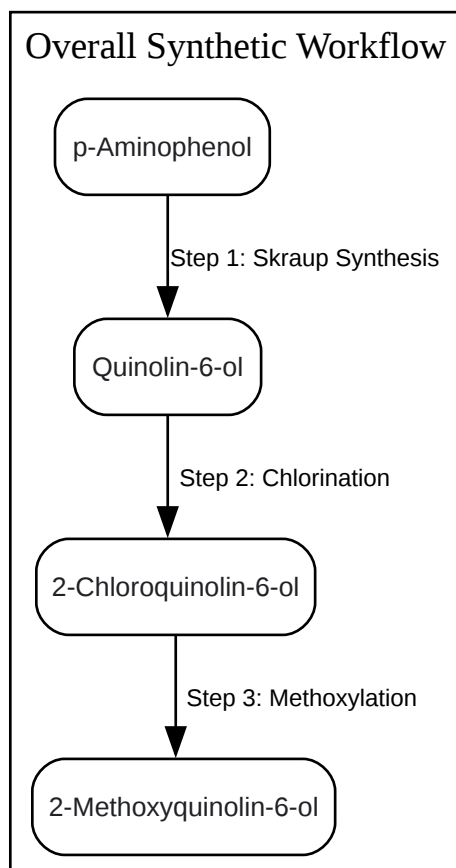 Overall Synthetic Workflow
p-Aminophenol
Step 1: Skraup Synthesis
Quinolin-6-ol
Step 2: Chlorination
2-Chloroquinolin-6-ol
Step 3: Methoxylation
2-Methoxyquinolin-6-ol